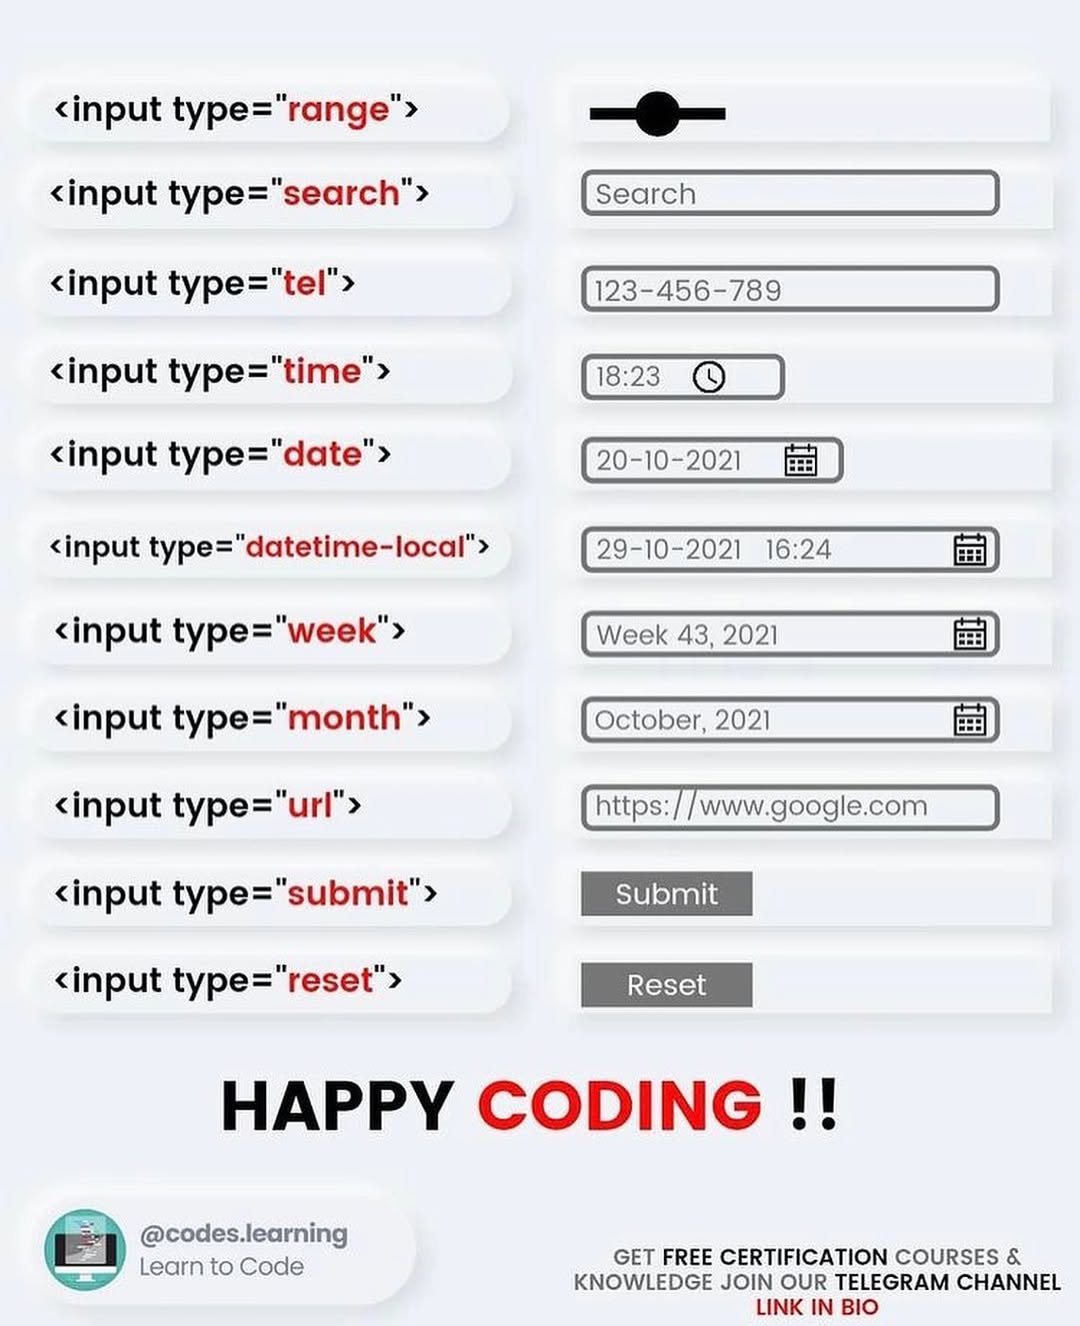 <input type="range">
<input type="search"> Search
<input type="tel"> 123-456-789
<input type="time"> 18:23
<input type="date"> 20-10-2021
<input type="datetime-local"> 29-10-2021 16:24
<input type="week"> Week 43, 2021
<input type="month"> October, 2021
<input type="url"> https://www.google.com
<input type="submit"> Submit
<input type="reset"> Reset
HAPPY CODING !!
@codes.learning
Learn to Code
GET FREE CERTIFICATION COURSES &
KNOWLEDGE JOIN OUR TELEGRAM CHANNEL
LINK IN BIO